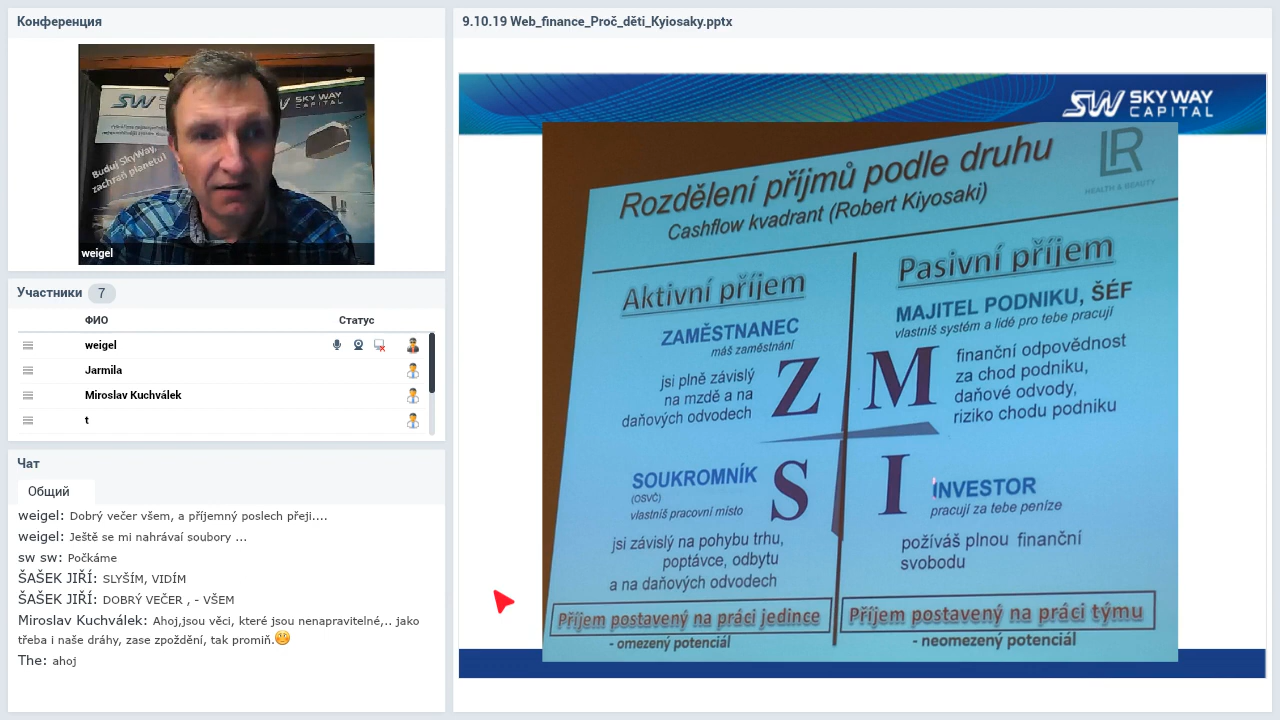 Конференция
SW
SKY WAY
CAPITAL
Buduj SkyWay,
zachraň planetu!
weigel
Участники 7
ФИО Статус
weigel
Jarmila
Miroslav Kuchválek
t
Чат
Общий
weigel: Dobrý večer všem, a příjemný poslech přeji....
weigel: Ještě se mi nahrávaí soubory ...
sw sw: Počkáme
ŠAŠEK JIŘÍ: SLYŠÍM, VIDÍM
ŠAŠEK JIŘÍ: DOBRÝ VEČER , - VŠEM
Miroslav Kuchválek: Ahoj,jsou věci, které jsou nenapravitelné,.. jako
třeba i naše dráhy, zase zpoždění, tak promiň.
The: ahoj
9.10.19 Web_finance_Proč_děti_Kyiosaky.pptx
SW SKY WAY
CAPITAL
LR
HEALTH & BEAUTY
Rozdělení příjmů podle druhu
Cashflow kvadrant (Robert Kiyosaki)
Aktivní příjem
ZAMĚSTNANEC
máš zaměstnání
Z
jsi plně závislý
na mzdě a na
daňových odvodech
Pasivní příjem
MAJITEL PODNIKU, ŠÉF
vlastníš systém a lidé pro tebe pracují
M
finanční odpovědnost
za chod podniku,
daňové odvody,
riziko chodu podniku
SOUKROMNÍK
(OSVČ)
vlastníš pracovní místo
S
jsi závislý na pohybu trhu,
poptávce, odbytu
a na daňových odvodech
I
INVESTOR
pracují za tebe peníze
požíváš plnou finanční
svobodu
Příjem postavený na práci jedince
- omezený potenciál
Příjem postavený na práci týmu
- neomezený potenciál